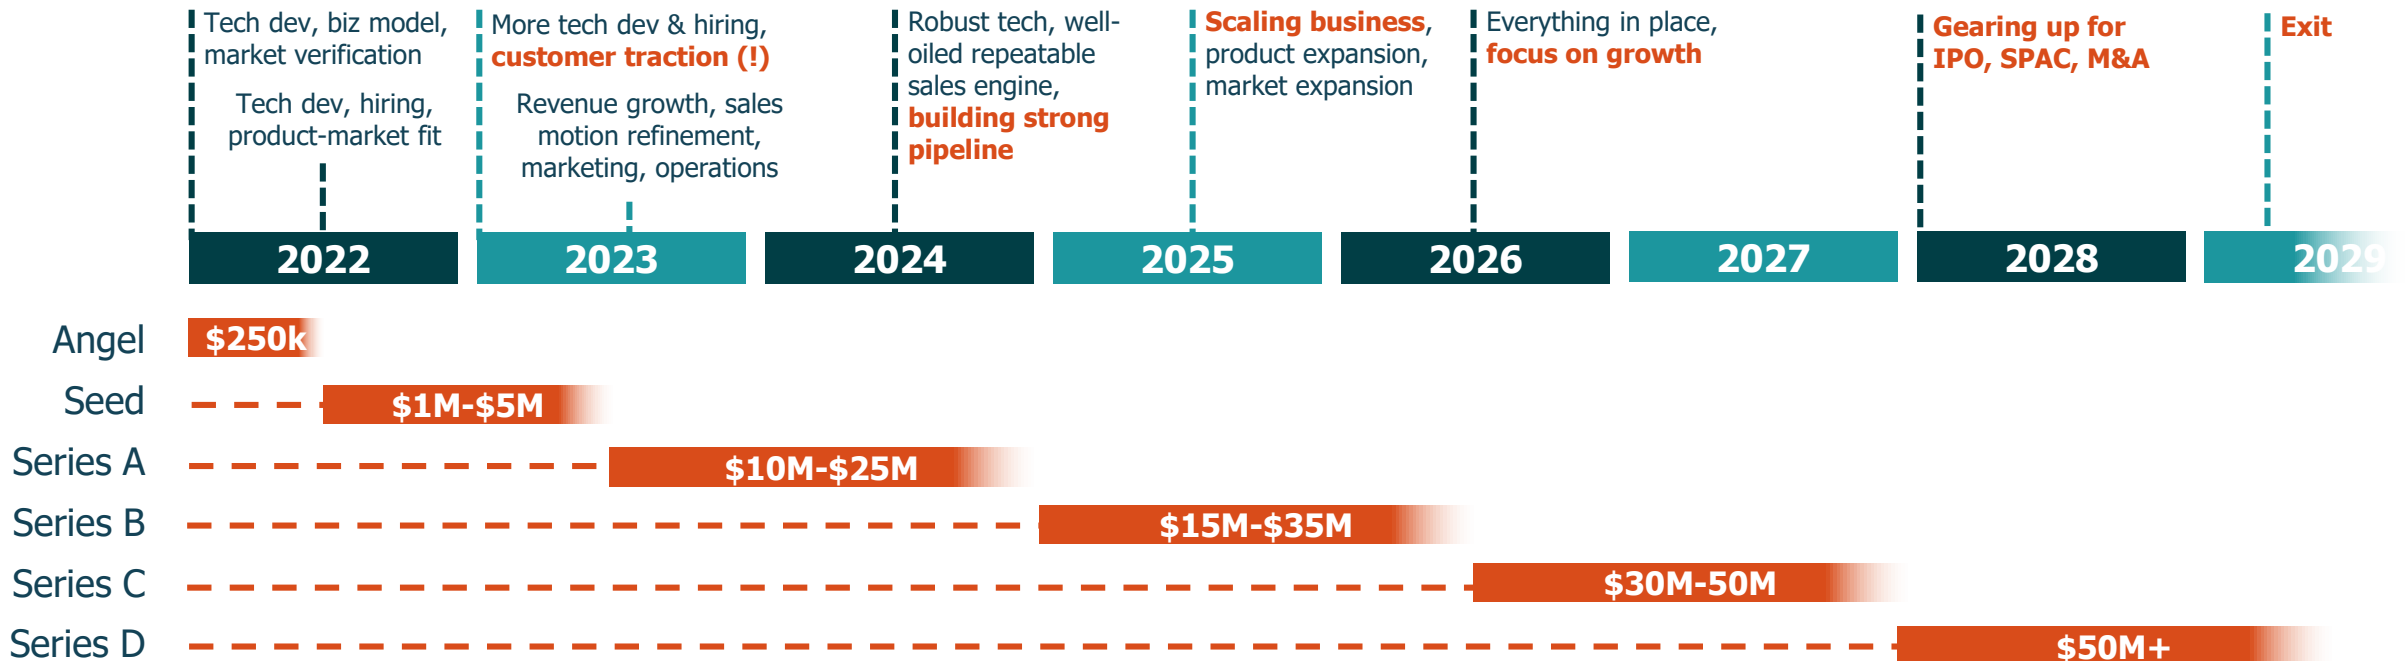 Tech dev, biz model,
market verification
Tech dev, hiring,
product-market fit
More tech dev & hiring,
customer traction (!)
Revenue growth, sales
motion refinement,
marketing, operations
Robust tech, well-
oiled repeatable
sales engine,
building strong
pipeline
Scaling business,
product expansion,
market expansion
Everything in place,
focus on growth
Gearing up for
IPO, SPAC, M&A
Exit
2022
2023
2024
2025
2026
2027
2028
2029
Angel
$250k
Seed
$1M-$5M
Series A
$10M-$25M
Series B
$15M-$35M
Series C
$30M-50M
Series D
$50M+